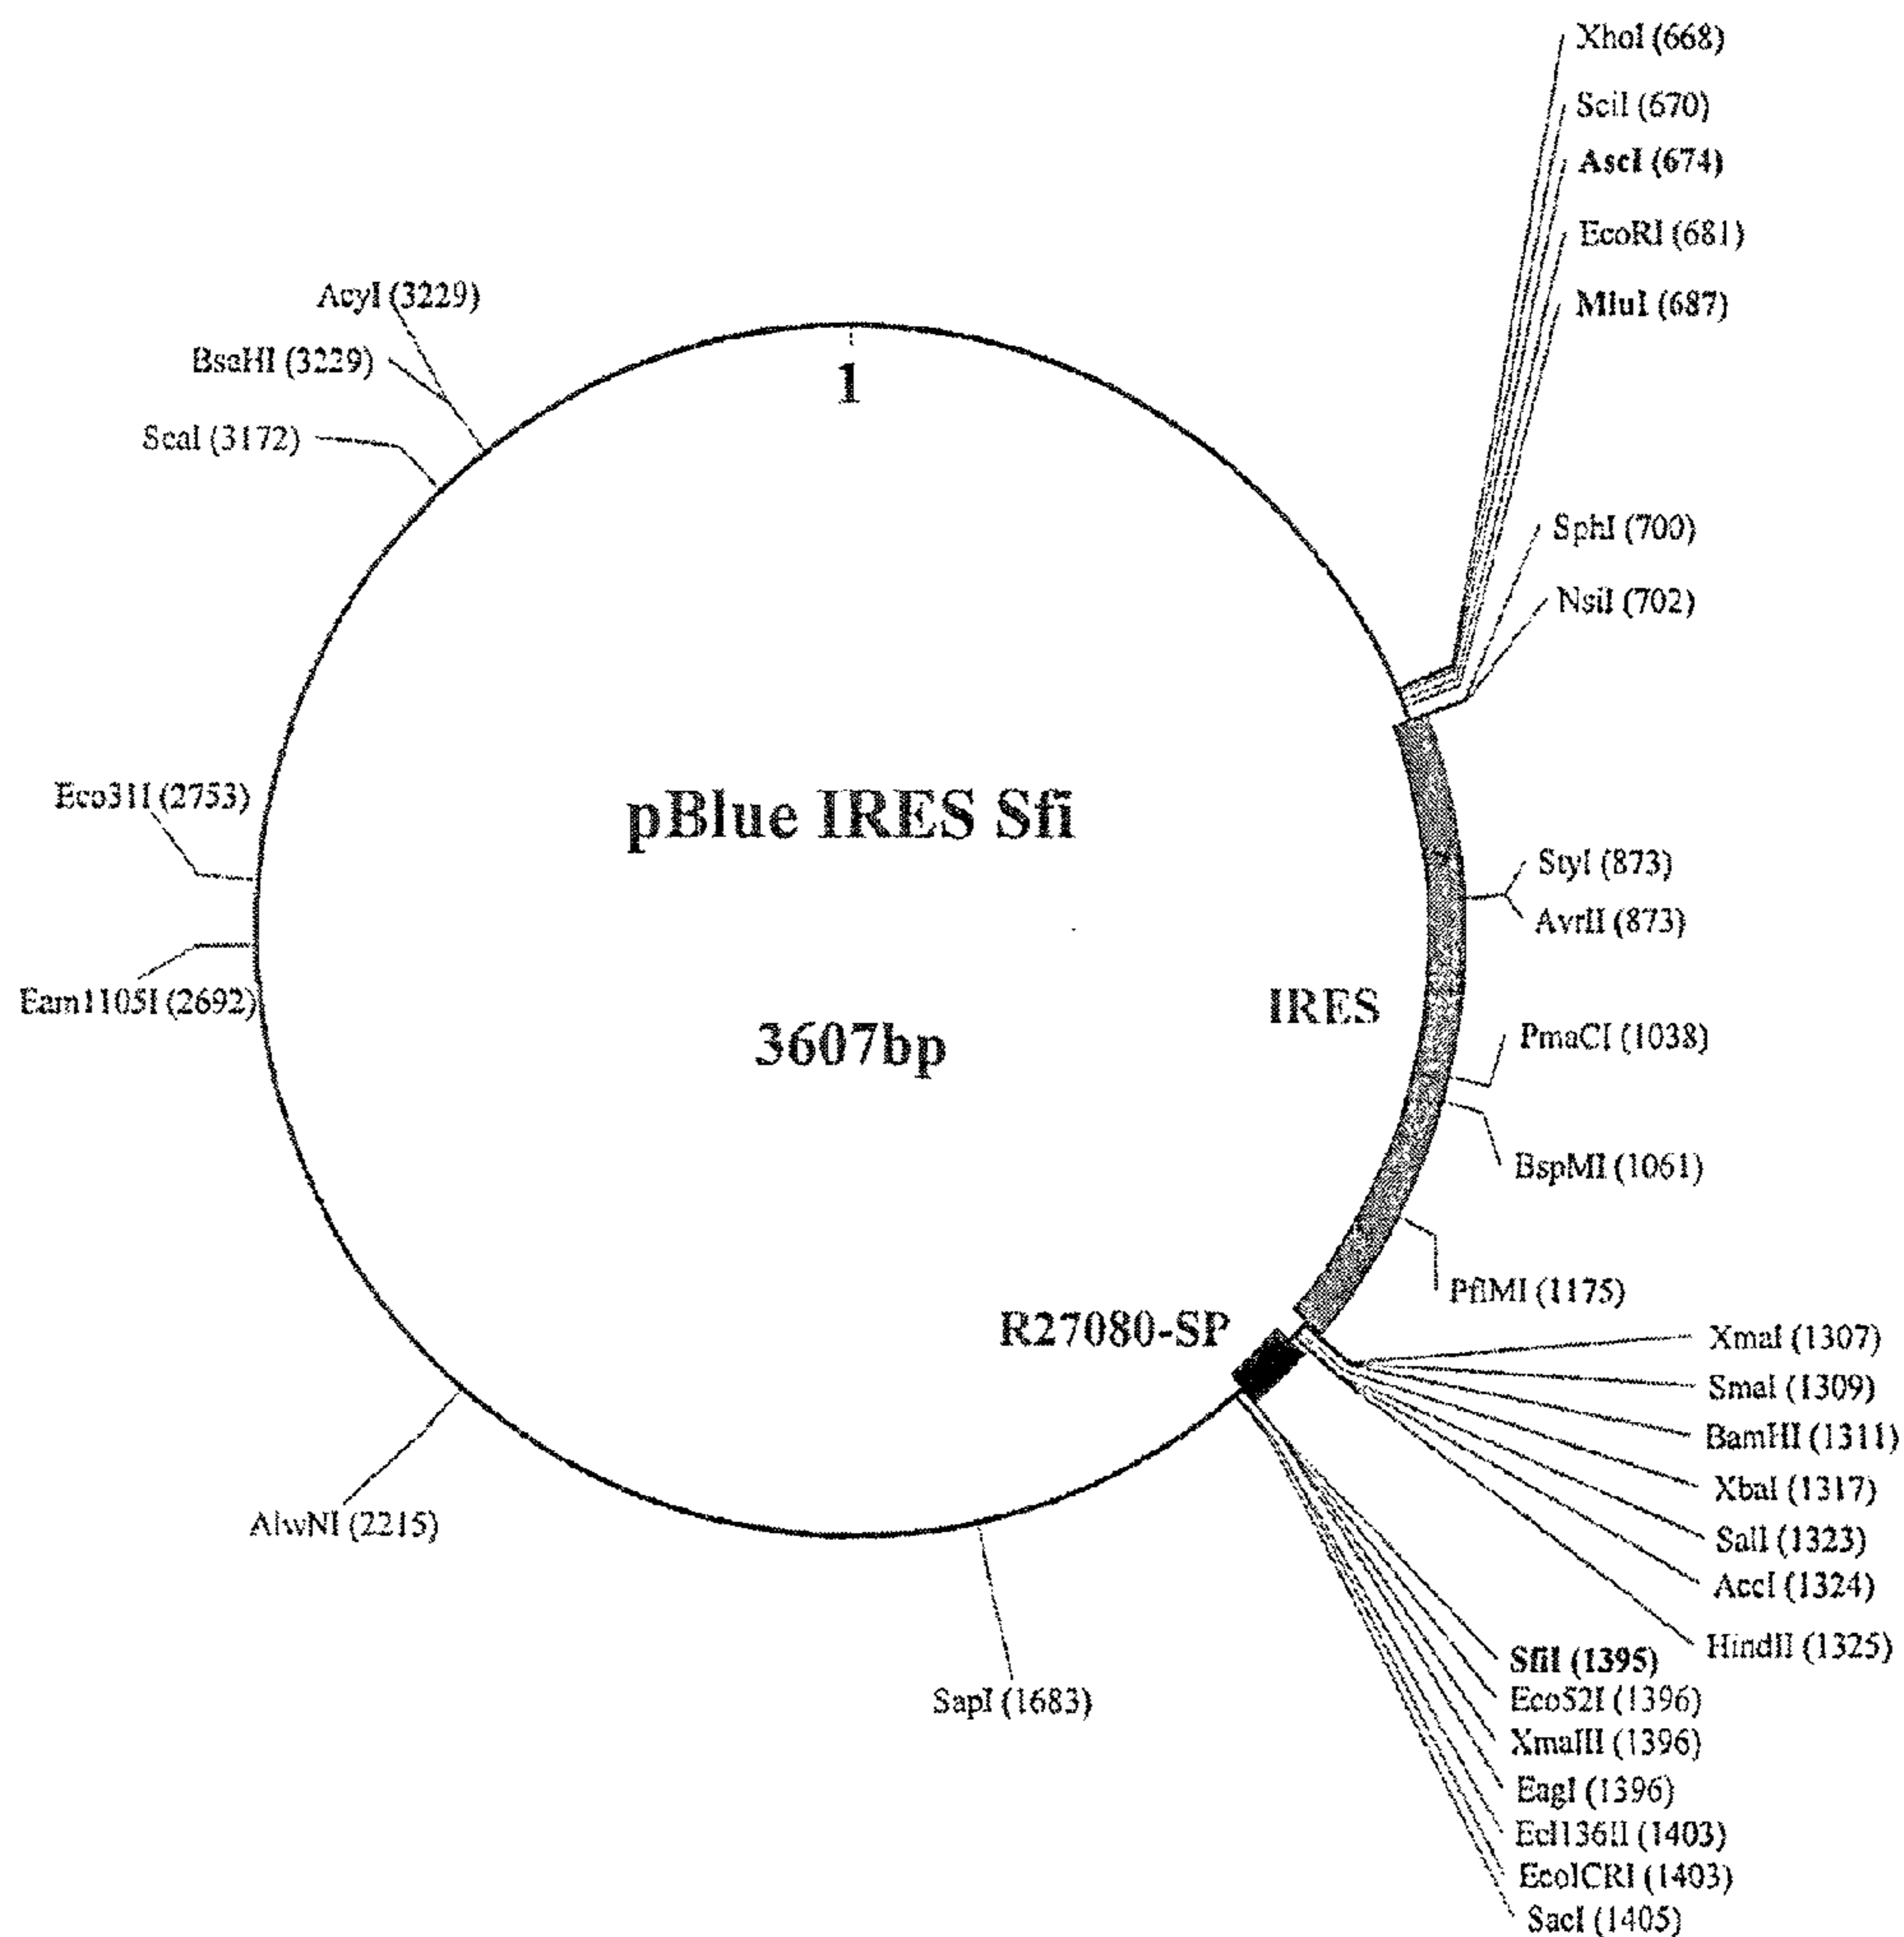 XhoI (668)
SciI (670)
AscI (674)
EcoRI (681)
MluI (687)
AcyI (3229)
BsaHI (3229)
1
ScaI (3172)
SphI (700)
NsiI (702)
Eco31I (2753)
pBlue IRES Sfi
StyI (873)
AvrII (873)
Eam1105I (2692)
IRES
3607bp
PmaCI (1038)
BspMI (1061)
PflMI (1175)
R27080-SP
XmaI (1307)
SmaI (1309)
BamHI (1311)
XbaI (1317)
SalI (1323)
AccI (1324)
HindII (1325)
AlwNI (2215)
SapI (1683)
SfiI (1395)
Eco52I (1396)
XmaIII (1396)
EagI (1396)
Ecl136II (1403)
EcoICRI (1403)
SacI (1405)